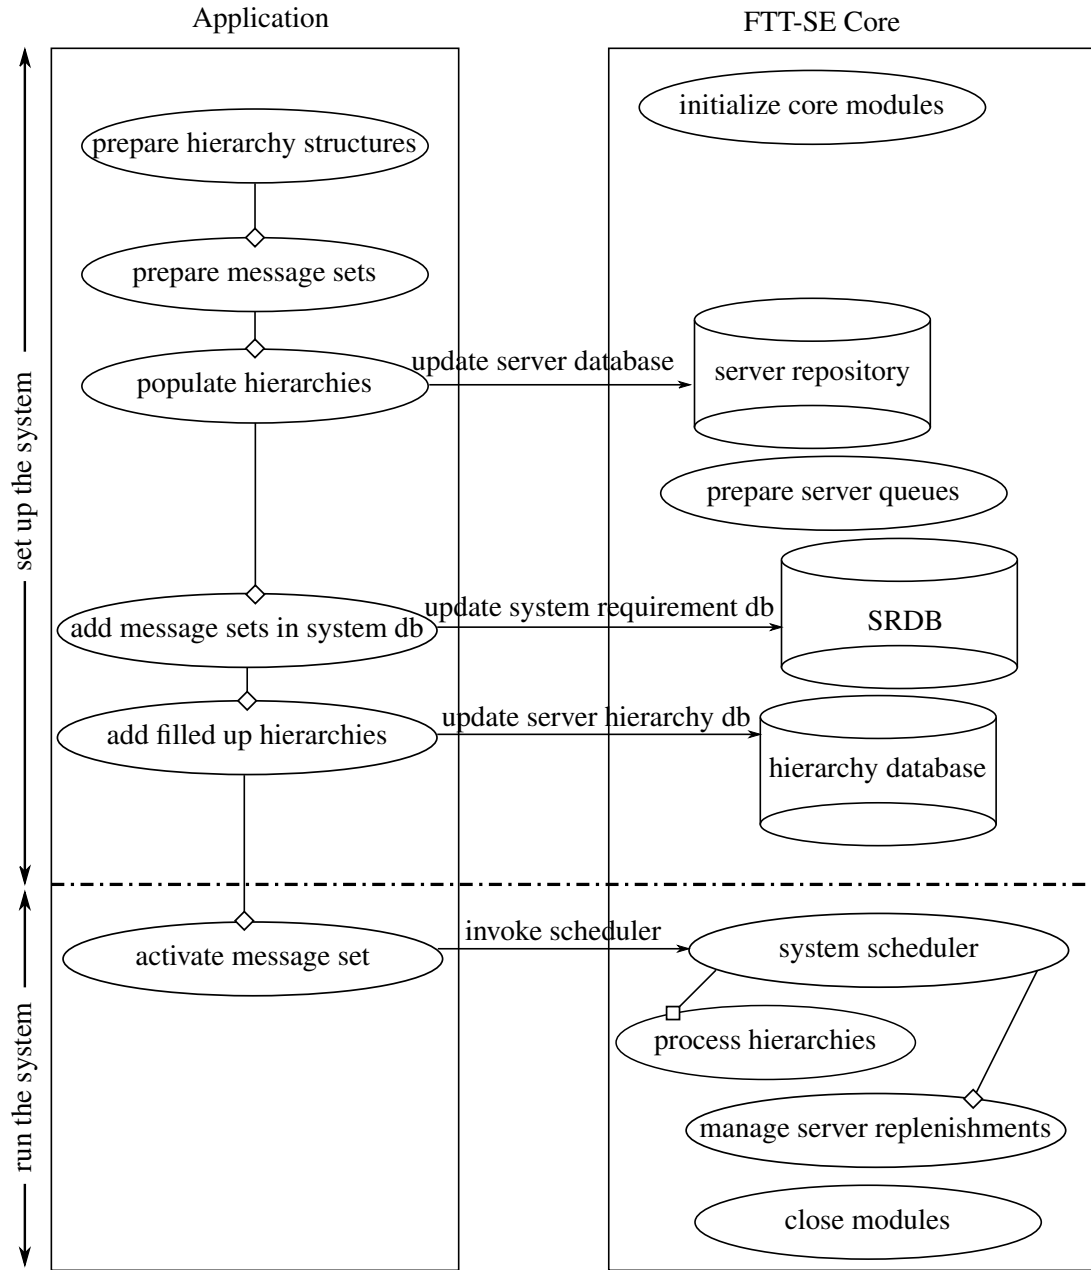 Application
FTT-SE Core
initialize core modules
prepare hierarchy structures
prepare message sets
update server database
server repository
populate hierarchies
set up the system
prepare server queues
update system requirement db
SRDB
add message sets in system db
update server hierarchy db
add filled up hierarchies
hierarchy database
invoke scheduler
system scheduler
activate message set
process hierarchies
run the system
manage server replenishments
close modules